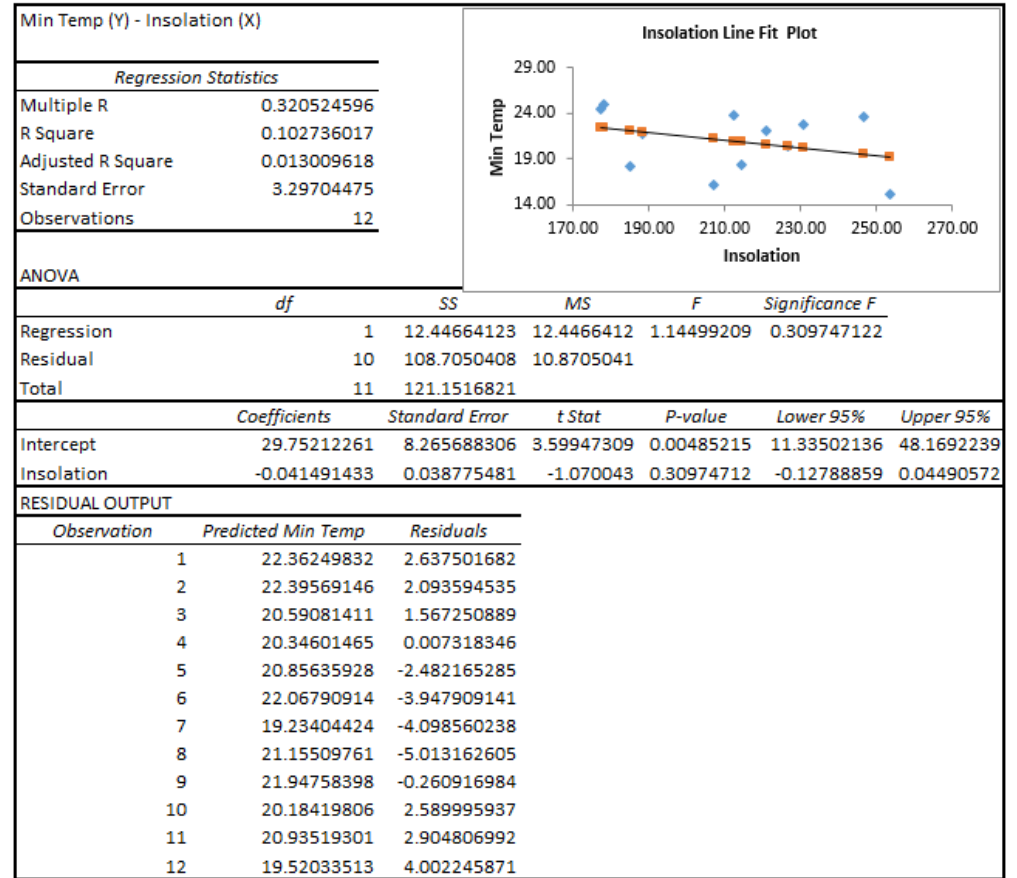 Min Temp (Y) - Insolation (X)
Regression Statistics
Multiple R 0.320524596
R Square 0.102736017
Adjusted R Square 0.013009618
Standard Error 3.29704475
Observations 12
Insolation Line Fit Plot
29.00
24.00
19.00
14.00
Min Temp
170.00 190.00 210.00 230.00 250.00 270.00
Insolation
ANOVA
df SS MS F Significance F
Regression 1 12.44664123 12.4466412 1.14499209 0.309747122
Residual 10 108.7050408 10.8705041
Total 11 121.1516821
Coefficients Standard Error t Stat P-value Lower 95% Upper 95%
Intercept 29.75212261 8.265688306 3.59947309 0.00485215 11.33502136 48.1692239
Insolation -0.041491433 0.038775481 -1.070043 0.30974712 -0.12788859 0.04490572
RESIDUAL OUTPUT
Observation Predicted Min Temp Residuals
1 22.36249832 2.637501682
2 22.39569146 2.093594535
3 20.59081411 1.567250889
4 20.34601465 0.007318346
5 20.85635928 -2.482165285
6 22.06790914 -3.947909141
7 19.23404424 -4.098560238
8 21.15509761 -5.013162605
9 21.94758398 -0.260916984
10 20.18419806 2.589995937
11 20.93519301 2.904806992
12 19.52033513 4.002245871